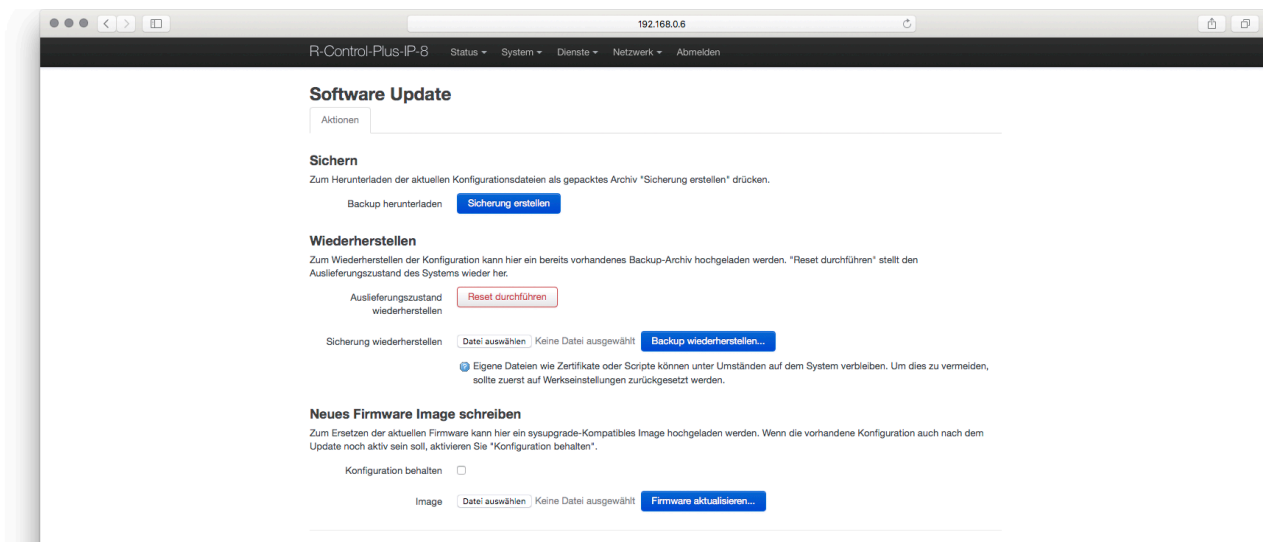 192.168.0.6
R-Control-Plus-IP-8 Status System Dienste Netzwerk Abmelden
Software Update
Aktionen
Sichern
Zum Herunterladen der aktuellen Konfigurationsdateien als gepacktes Archiv "Sicherung erstellen" drücken.
Backup herunterladen Sicherung erstellen
Wiederherstellen
Zum Wiederherstellen der Konfiguration kann hier ein bereits vorhandenes Backup-Archiv hochgeladen werden. "Reset durchführen" stellt den
Auslieferungszustand des Systems wieder her.
Auslieferungszustand Reset durchführen
wiederherstellen
Sicherung wiederherstellen Datei auswählen Keine Datei ausgewählt Backup wiederherstellen...
Eigene Dateien wie Zertifikate oder Scripte können unter Umständen auf dem System verbleiben. Um dies zu vermeiden,
sollte zuerst auf Werkseinstellungen zurückgesetzt werden.
Neues Firmware Image schreiben
Zum Ersetzen der aktuellen Firmware kann hier ein sysupgrade-Kompatibles Image hochgeladen werden. Wenn die vorhandene Konfiguration auch nach dem
Update noch aktiv sein soll, aktivieren Sie "Konfiguration behalten".
Konfiguration behalten
Image Datei auswählen Keine Datei ausgewählt Firmware aktualisieren...